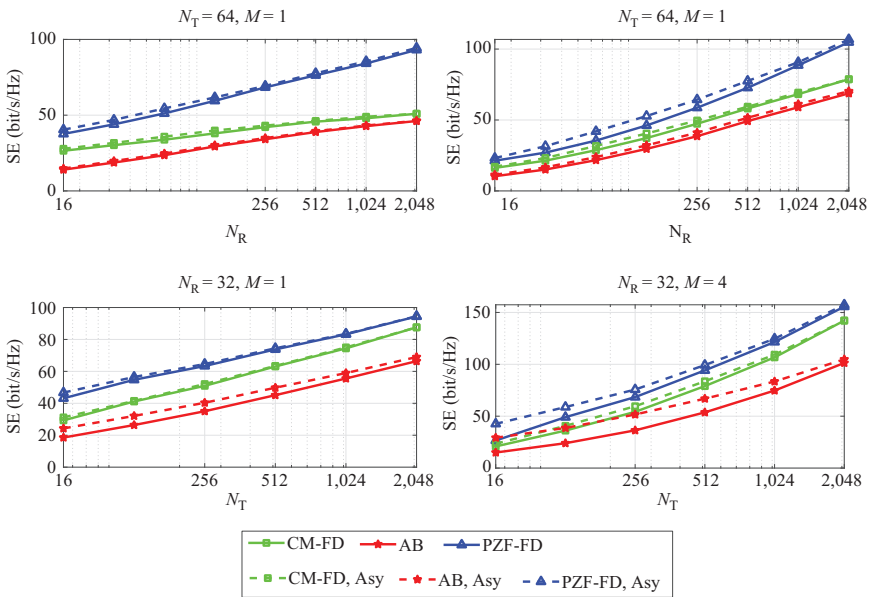 N_T = 64, M = 1
SE (bit/s/Hz)
100
50
0
16 256 512 1,024 2,048
N_R
N_T = 64, M = 1
SE (bit/s/Hz)
100
50
0
16 256 512 1,024 2,048
N_R
N_R = 32, M = 1
SE (bit/s/Hz)
100
80
60
40
20
0
16 256 512 1,024 2,048
N_T
N_R = 32, M = 4
SE (bit/s/Hz)
150
100
50
0
16 256 512 1,024 2,048
N_T
CM-FD AB PZF-FD
CM-FD, Asy AB, Asy PZF-FD, Asy